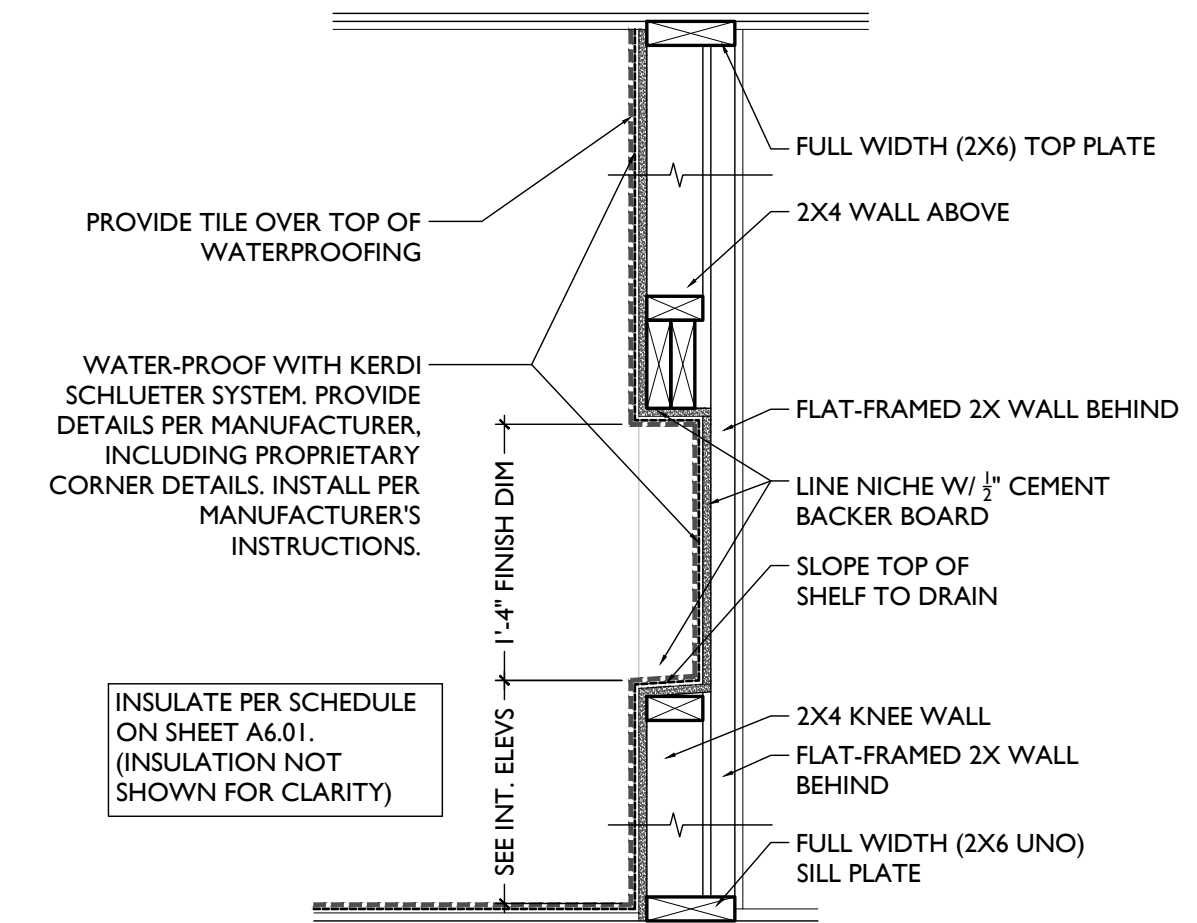 FULL WIDTH (2X6) TOP PLATE
PROVIDE TILE OVER TOP OF
WATERPROOFING
2X4 WALL ABOVE
WATER-PROOF WITH KERDI
SCHLUETER SYSTEM. PROVIDE
DETAILS PER MANUFACTURER,
INCLUDING PROPRIETARY
CORNER DETAILS. INSTALL PER
MANUFACTURER'S
INSTRUCTIONS.
FLAT-FRAMED 2X WALL BEHIND
LINE NICHE W/ 1/2" CEMENT
BACKER BOARD
1'-4" FINISH DIM
SLOPE TOP OF
SHELF TO DRAIN
INSULATE PER SCHEDULE
ON SHEET A6.01.
(INSULATION NOT
SHOWN FOR CLARITY)
SEE INT. ELEVS
2X4 KNEE WALL
FLAT-FRAMED 2X WALL
BEHIND
FULL WIDTH (2X6 UNO)
SILL PLATE